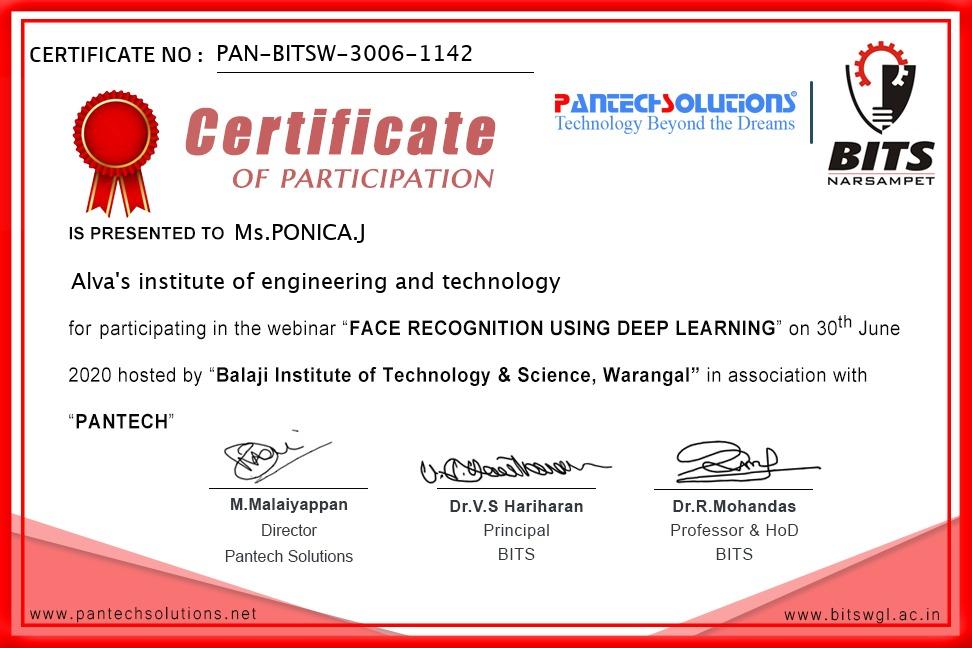 CERTIFICATE NO : PAN-BITSW-3006-1142
PANTECH SOLUTIONS®
Technology Beyond the Dreams
BITS
NARSAMPET
Certificate
OF PARTICIPATION
IS PRESENTED TO Ms.PONICA.J
Alva's institute of engineering and technology
for participating in the webinar “FACE RECOGNITION USING DEEP LEARNING” on 30th June
2020 hosted by “Balaji Institute of Technology & Science, Warangal” in association with
“PANTECH”
M.Malaiyappan
Director
Pantech Solutions
Dr.V.S Hariharan
Principal
BITS
Dr.R.Mohandas
Professor & HoD
BITS
www.pantechsolutions.net
www.bitswgl.ac.in